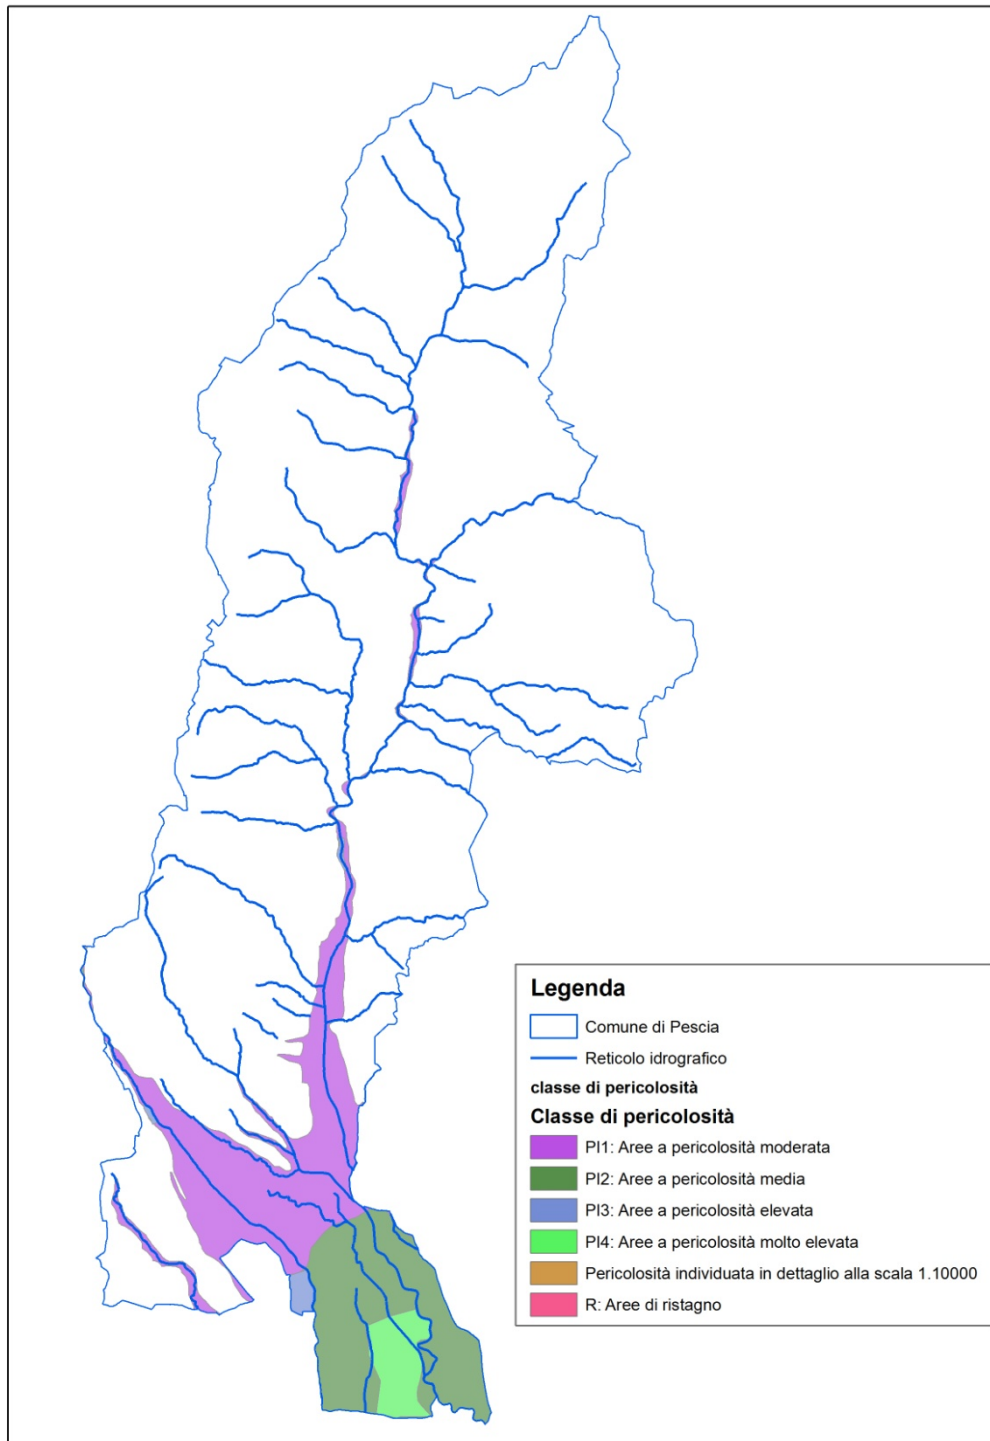 Legenda
Comune di Pescia
Reticolo idrografico
classe di pericolosità
Classe di pericolosità
PI1: Aree a pericolosità moderata
PI2: Aree a pericolosità media
PI3: Aree a pericolosità elevata
PI4: Aree a pericolosità molto elevata
Pericolosità individuata in dettaglio alla scala 1.10000
R: Aree di ristagno